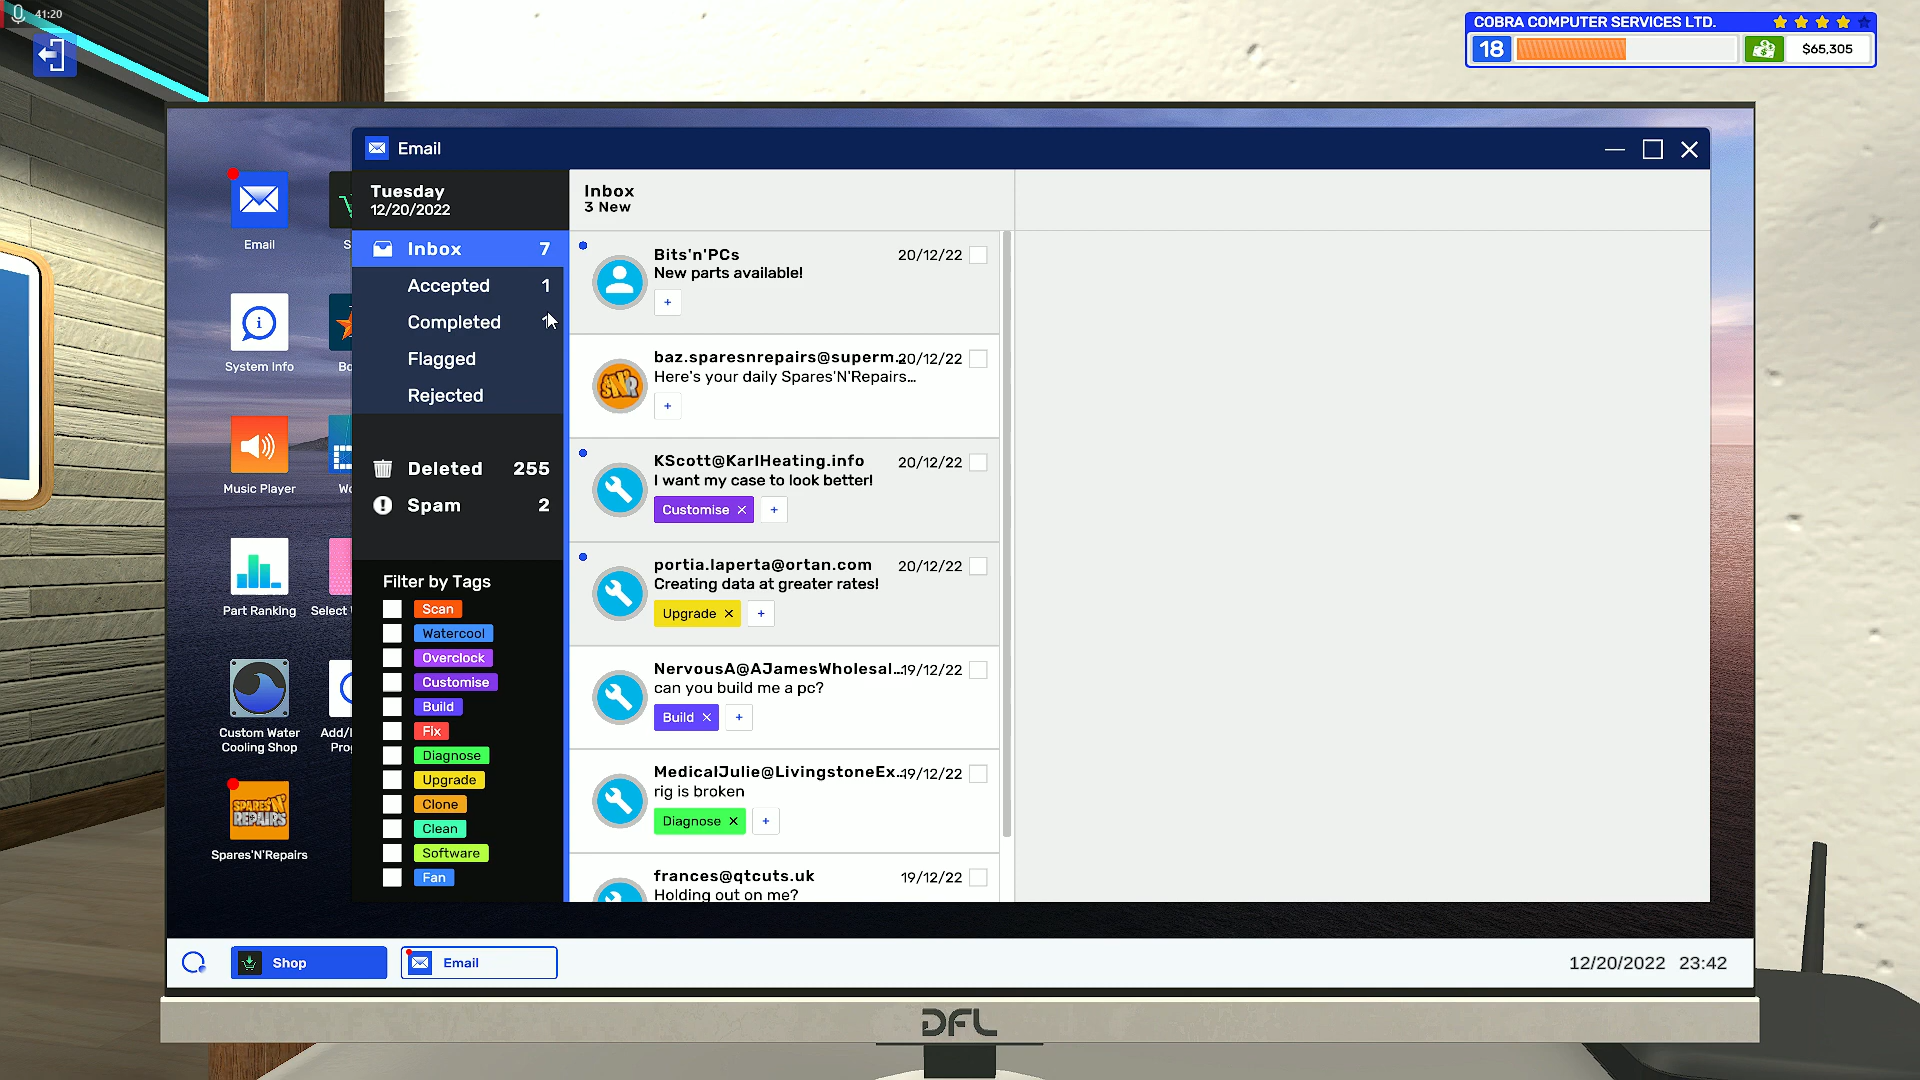 41:20
COBRA COMPUTER SERVICES LTD.
18
$65,305
Email
Tuesday
12/20/2022
Inbox 7
Accepted 1
Completed
Flagged
Rejected
Deleted 255
Spam 2
Filter by Tags
Scan
Watercool
Overclock
Customise
Build
Fix
Diagnose
Upgrade
Clone
Clean
Software
Fan
Inbox
3 New
Bits'n'PCs 20/12/22
New parts available!
+
baz.sparesnrepairs@superm... 20/12/22
Here's your daily Spares'N'Repairs...
SNR
+
KScott@KarlHeating.info 20/12/22
I want my case to look better!
Customise × +
portia.laperta@ortan.com 20/12/22
Creating data at greater rates!
Upgrade × +
NervousA@AJamesWholesal... 19/12/22
can you build me a pc?
Build × +
MedicalJulie@LivingstoneEx... 19/12/22
rig is broken
Diagnose × +
frances@qtcuts.uk 19/12/22
Holding out on me?
Email
System Info
Music Player
Part Ranking
Select
Custom Water
Cooling Shop
Add/
SPARES'N'
REPAIRS
Spares'N'Repairs
Shop
Email
12/20/2022 23:42
DFL